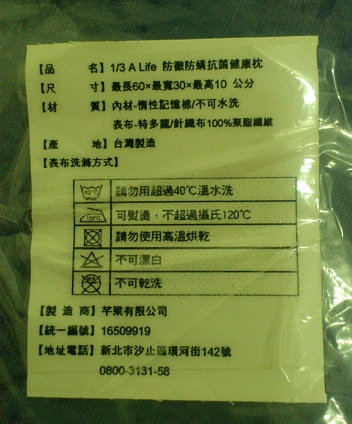 【品　　名】1/3 A Life 防黴防螨抗菌健康枕
【尺　　寸】最長60×最寬30×最高10 公分
【材　　質】內材-惰性記憶棉/不可水洗
表布-特多龍/針織布100%聚酯纖維
【產　　地】台灣製造
【表布洗滌方式】
請勿用超過40℃溫水洗
可熨燙，不超過攝氏120℃
請勿使用高溫烘乾
不可漂白
不可乾洗
【製 造 商】芊聚有限公司
【統一編號】16509919
【地址電話】新北市汐止區環河街142號
0800-3131-58